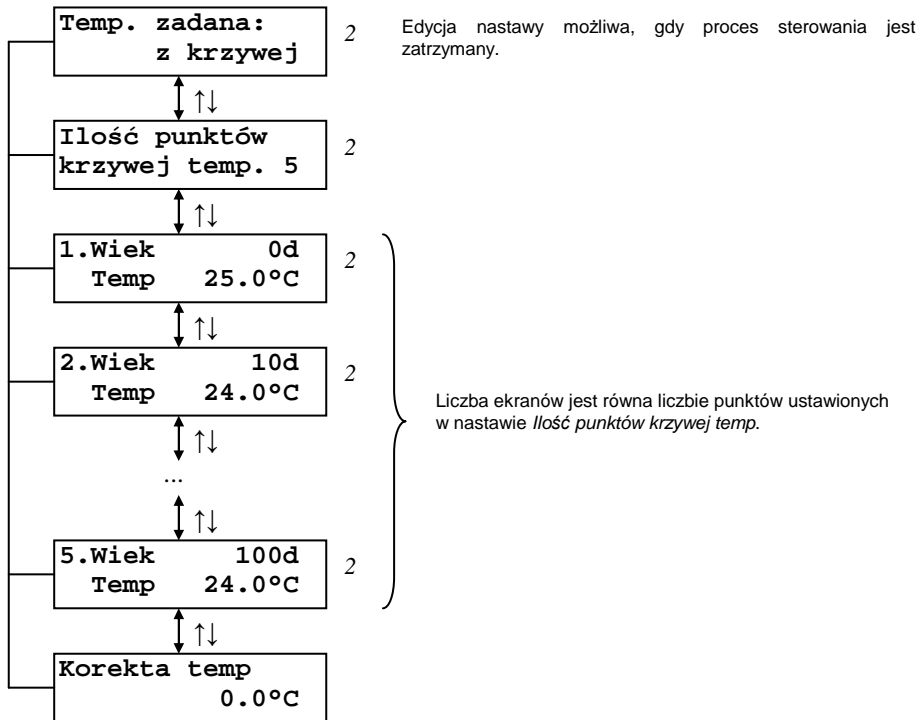 Temp. zadana:
z krzywej
2
Edycja nastawy możliwa, gdy proces sterowania jest
zatrzymany.
↑↓
Ilość punktów
krzywej temp. 5
2
↑↓
1.Wiek 0d
Temp 25.0°C
2
↑↓
2.Wiek 10d
Temp 24.0°C
2
Liczba ekranów jest równa liczbie punktów ustawionych
w nastawie Ilość punktów krzywej temp.
↑↓
...
↑↓
5.Wiek 100d
Temp 24.0°C
2
↑↓
Korekta temp
0.0°C